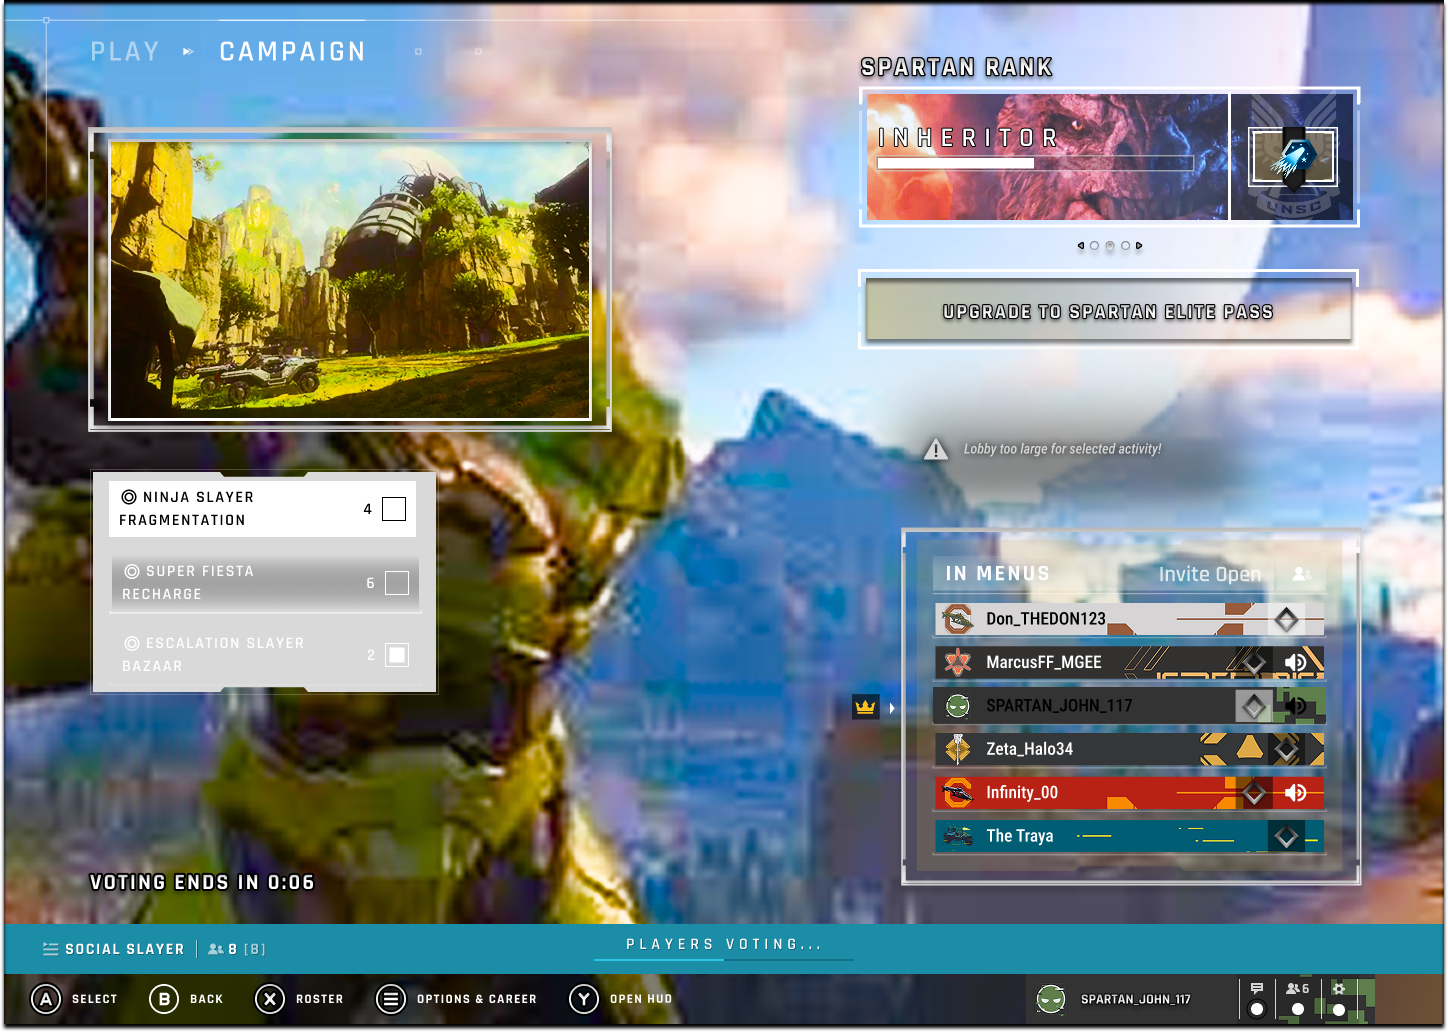 PLAY
CAMPAIGN
SPARTAN RANK
INHERITOR
UNSC
UPGRADE TO SPARTAN ELITE PASS
Lobby too large for selected activity!
NINJA SLAYER
FRAGMENTATION
4
SUPER FIESTA
RECHARGE
6
ESCALATION SLAYER
BAZAAR
2
IN MENUS
Invite Open
Don_THEDON123
MarcusFF_MGEE
SPARTAN_JOHN_117
Zeta_Halo34
Infinity_00
The Traya
VOTING ENDS IN 0:06
SOCIAL SLAYER
8 [8]
PLAYERS VOTING...
A SELECT
B BACK
X ROSTER
OPTIONS & CAREER
Y OPEN HUD
SPARTAN_JOHN_117
6